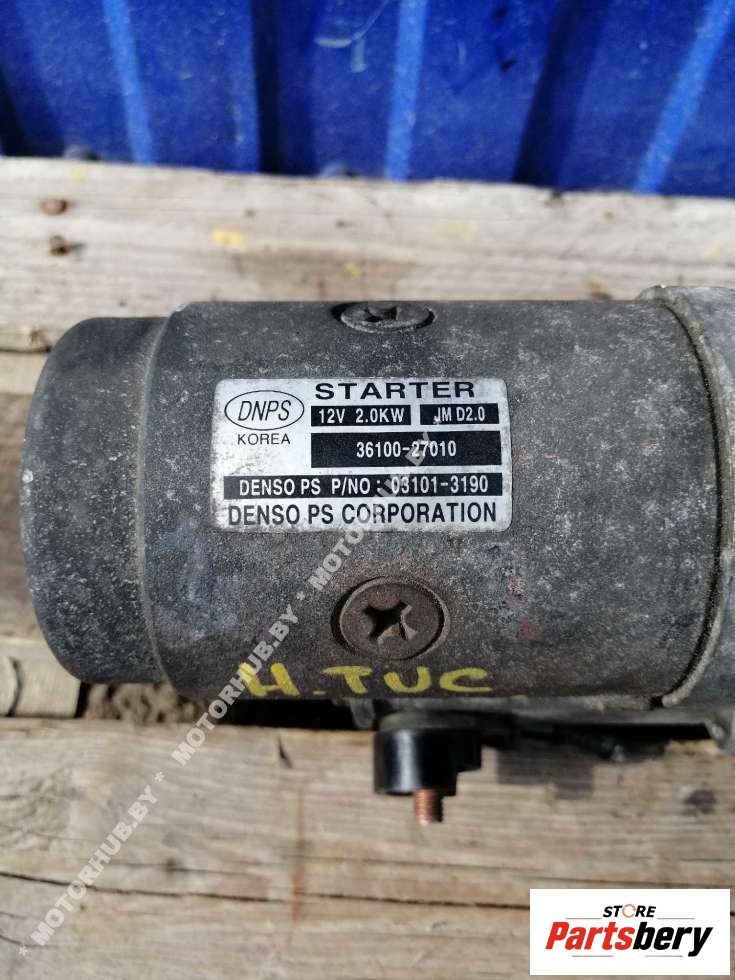 DNPS
KOREA
STARTER
12V 2.0KW JM D2.0
36100-27010
DENSO PS P/NO: 03101-3190
DENSO PS CORPORATION
H.TUC.
* MOTORHUB.BY * MOTORHUB.BY * MOTORHUB.BY *
STORE
Partsbery